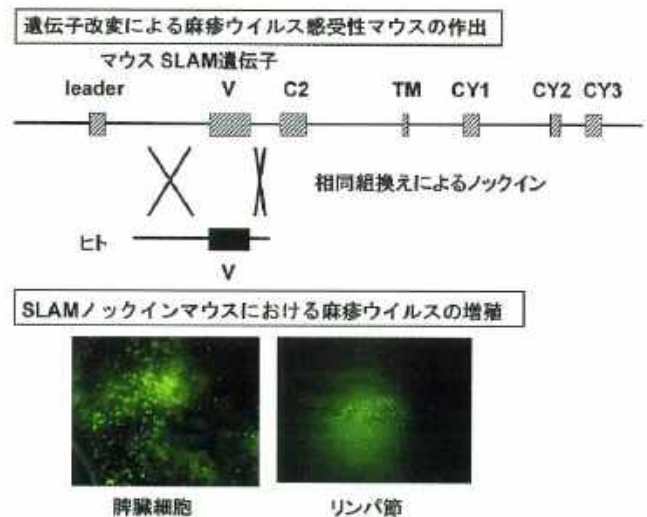 遺伝子改変による麻疹ウイルス感受性マウスの作出
マウス SLAM遺伝子
leader V C2 TM CY1 CY2 CY3
相同組換えによるノックイン
ヒト
V
SLAMノックインマウスにおける麻疹ウイルスの増殖
脾臓細胞 リンパ節